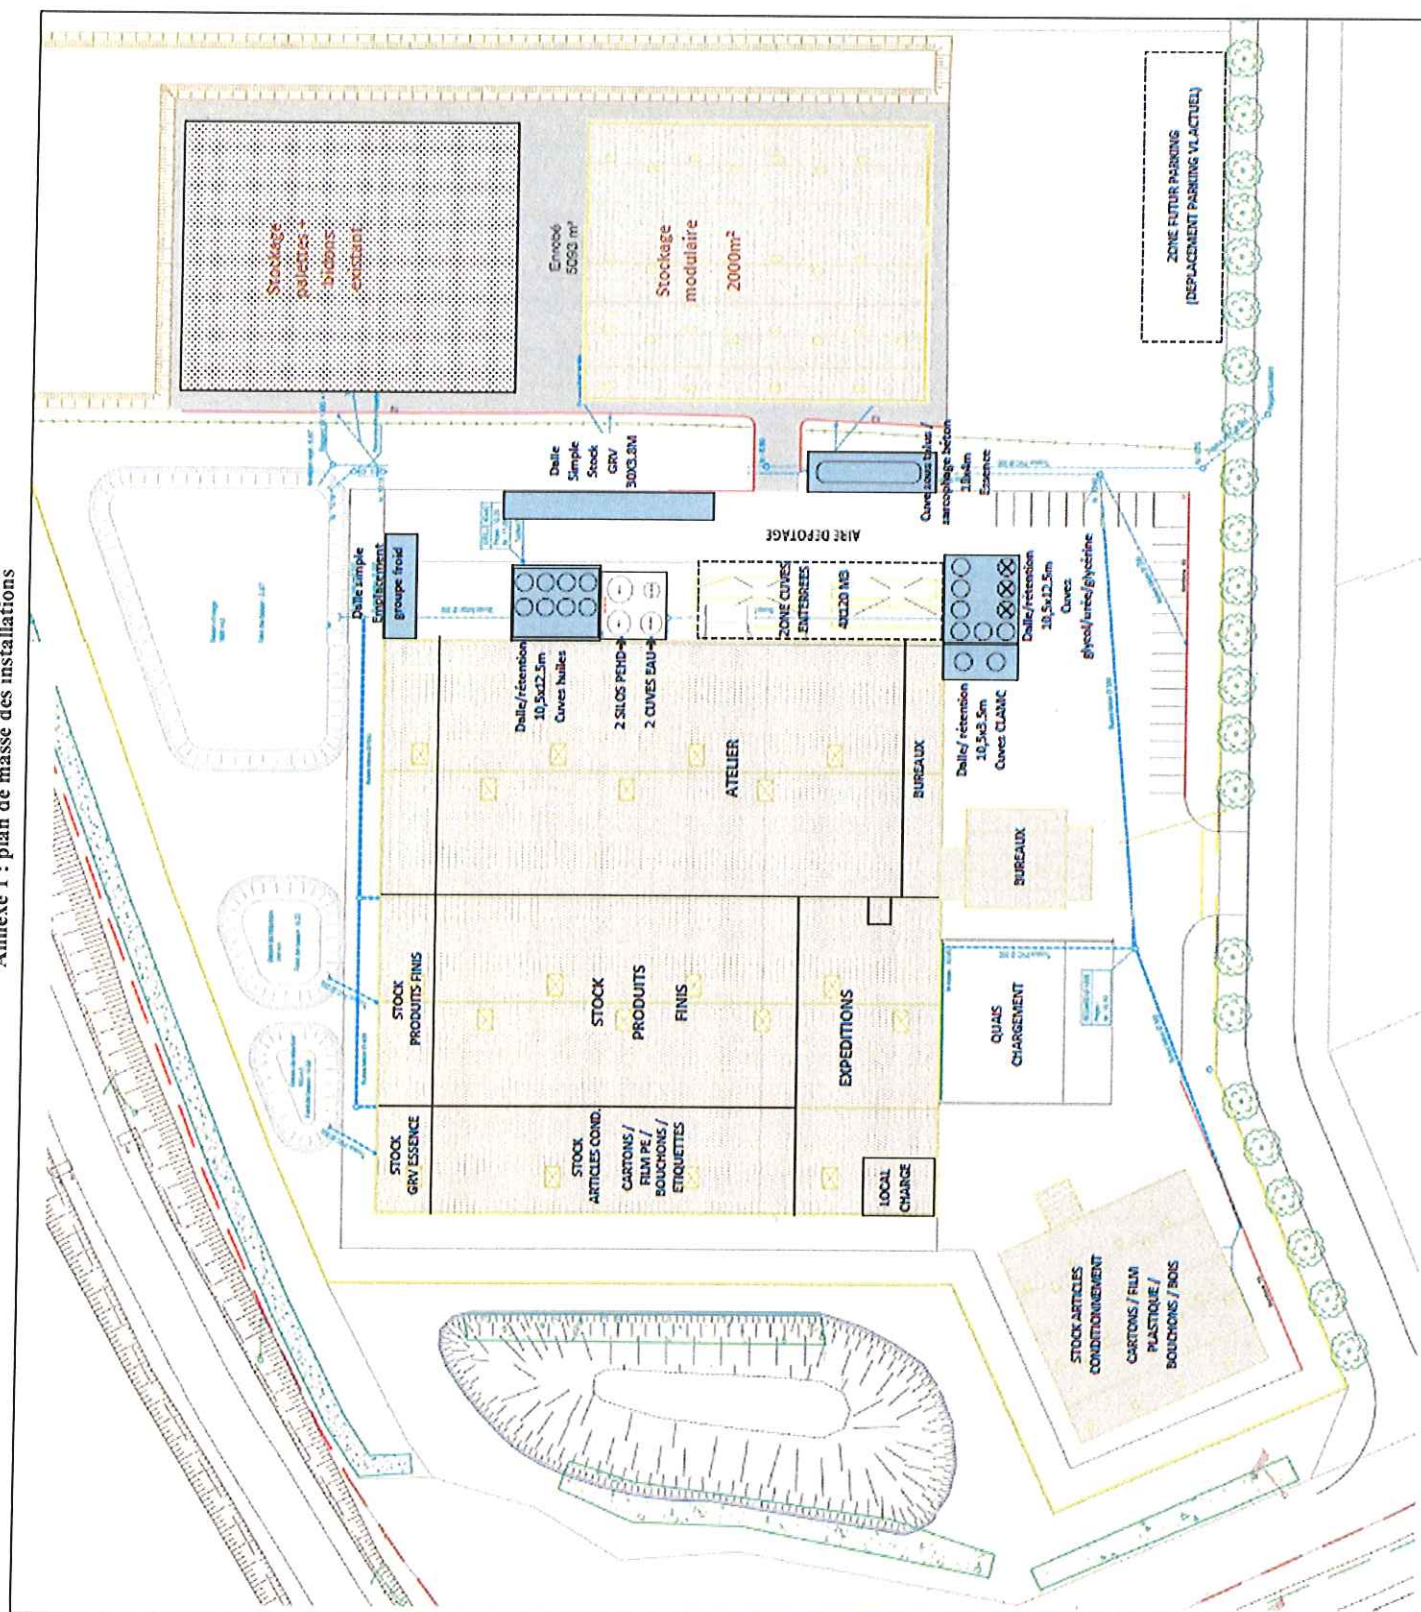 Annexe 1 : plan de masse des installations
Stockage
palettes +
bidons
existant
Enrobé
5093 m²
Stockage
modulaire
2000m²
ZONE FUTUR PARKING
(DEPLACEMENT PARKING VL ACTUEL)
Dalle
Simple
Stock
GRV
30X3.8M
Cuve sous talus /
sarcophage béton
18x4m
Essence
AIRE DEPOTAGE
Dalle simple
Emplacement
groupe froid
Dalle/rétention
10,5x12.5m
Cuves huiles
2 SILOS PEHD
2 CUVES EAU
ZONE CUVES
ENTERREES
4X120 M3
Dalle/rétention
10,5x12.5m
Cuves
glycol/urée/glycérine
Dalle/ rétention
10,5x3.5m
Cuves CLAMC
ATELIER
BUREAUX
BUREAUX
STOCK
PRODUITS FINIS
STOCK
PRODUITS
FINIS
EXPEDITIONS
QUAIS
CHARGEMENT
STOCK
GRV ESSENCE
STOCK
ARTICLES COND.
CARTONS /
FILM PE /
BOUCHONS /
ETIQUETTES
LOCAL
CHARGE
STOCK ARTICLES
CONDITIONNEMENT
CARTONS / FILM
PLASTIQUE /
BOUCHONS / BOIS